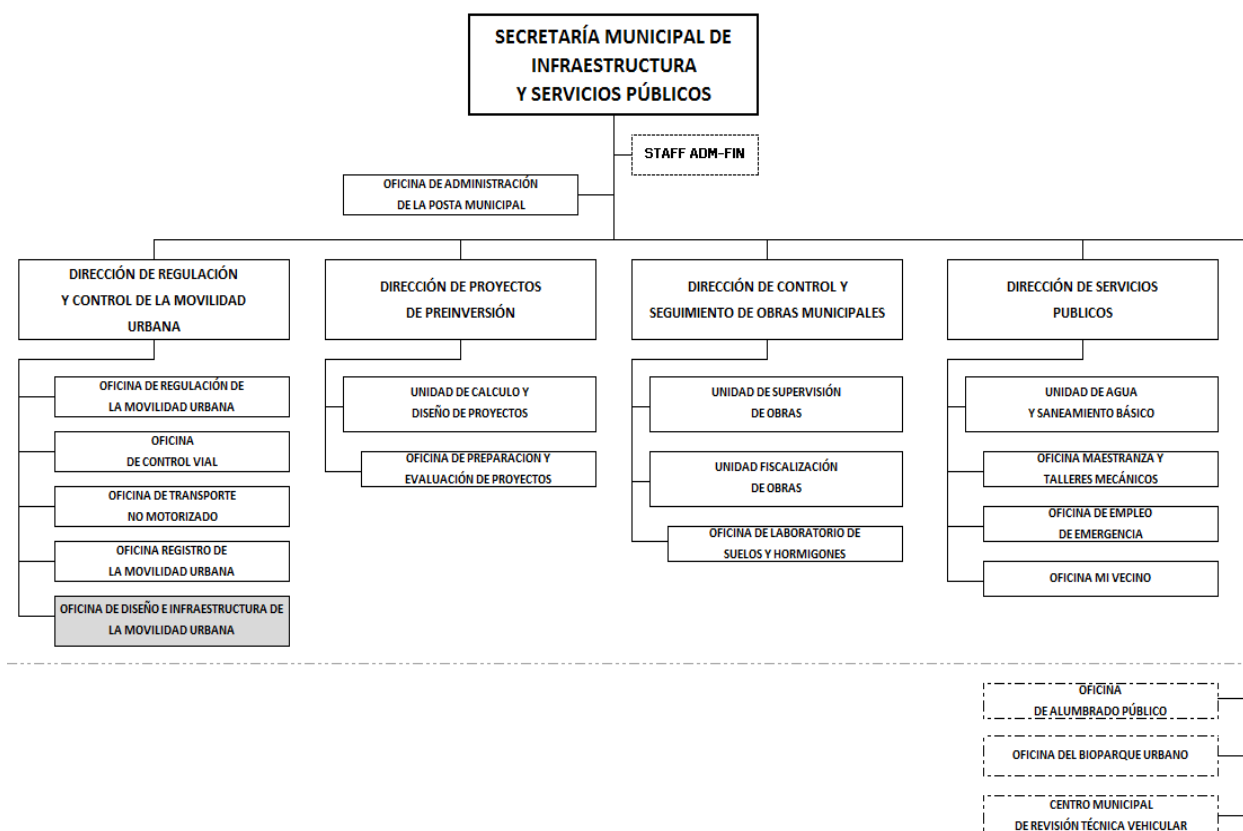 SECRETARÍA MUNICIPAL DE
INFRAESTRUCTURA
Y SERVICIOS PÚBLICOS
STAFF ADM-FIN
OFICINA DE ADMINISTRACIÓN
DE LA POSTA MUNICIPAL
DIRECCIÓN DE REGULACIÓN
Y CONTROL DE LA MOVILIDAD
URBANA
OFICINA DE REGULACIÓN DE
LA MOVILIDAD URBANA
OFICINA
DE CONTROL VIAL
OFICINA DE TRANSPORTE
NO MOTORIZADO
OFICINA REGISTRO DE
LA MOVILIDAD URBANA
OFICINA DE DISEÑO E INFRAESTRUCTURA DE
LA MOVILIDAD URBANA
DIRECCIÓN DE PROYECTOS
DE PREINVERSIÓN
UNIDAD DE CALCULO Y
DISEÑO DE PROYECTOS
OFICINA DE PREPARACION Y
EVALUACIÓN DE PROYECTOS
DIRECCIÓN DE CONTROL Y
SEGUIMIENTO DE OBRAS MUNICIPALES
UNIDAD DE SUPERVISIÓN
DE OBRAS
UNIDAD FISCALIZACIÓN
DE OBRAS
OFICINA DE LABORATORIO DE
SUELOS Y HORMIGONES
DIRECCIÓN DE SERVICIOS
PUBLICOS
UNIDAD DE AGUA
Y SANEAMIENTO BÁSICO
OFICINA MAESTRANZA Y
TALLERES MECÁNICOS
OFICINA DE EMPLEO
DE EMERGENCIA
OFICINA MI VECINO
OFICINA
DE ALUMBRADO PÚBLICO
OFICINA DEL BIOPARQUE URBANO
CENTRO MUNICIPAL
DE REVISIÓN TÉCNICA VEHICULAR